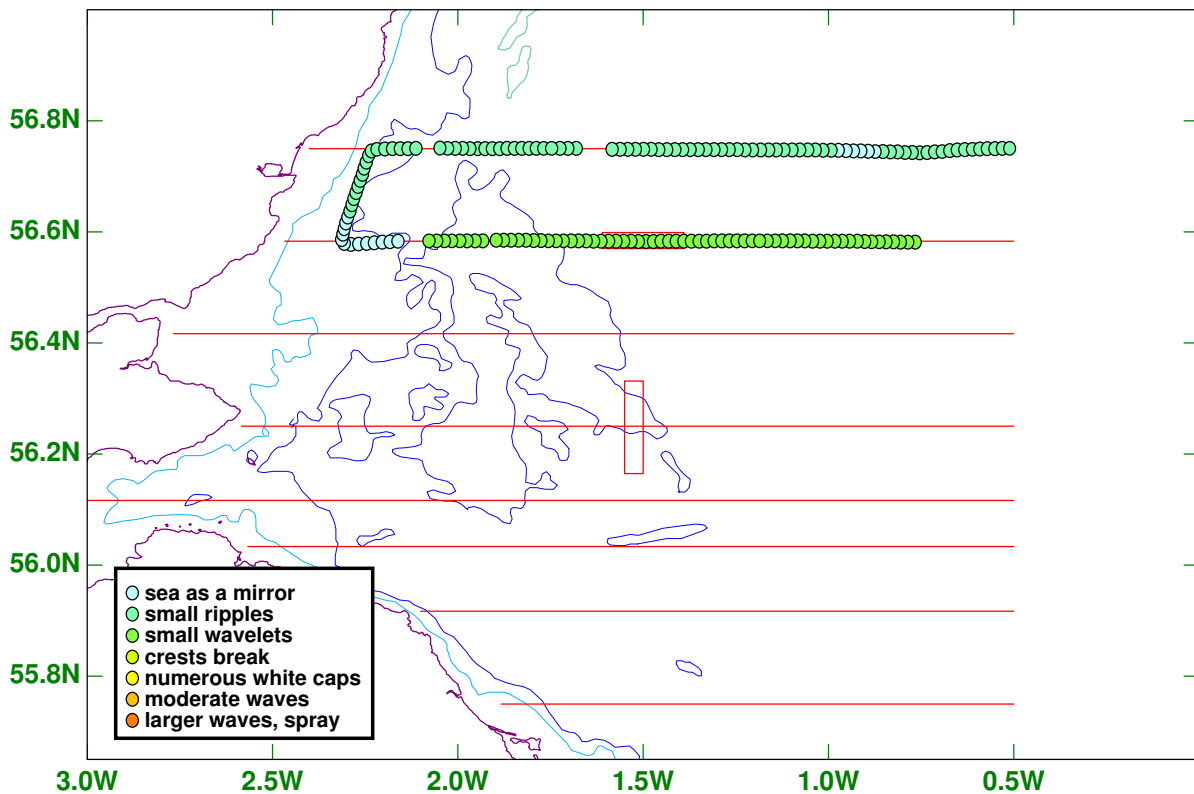 56.8N
56.6N
56.4N
56.2N
56.0N
55.8N
sea as a mirror
small ripples
small wavelets
crests break
numerous white caps
moderate waves
larger waves, spray
3.0W 2.5W 2.0W 1.5W 1.0W 0.5W